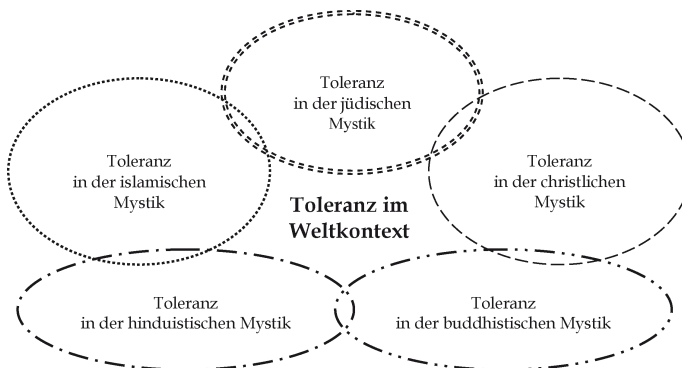 Toleranz
in der jüdischen
Mystik
Toleranz
in der islamischen
Mystik
Toleranz
in der christlichen
Mystik
Toleranz im
Weltkontext
Toleranz
in der hinduistischen Mystik
Toleranz
in der buddhistischen Mystik